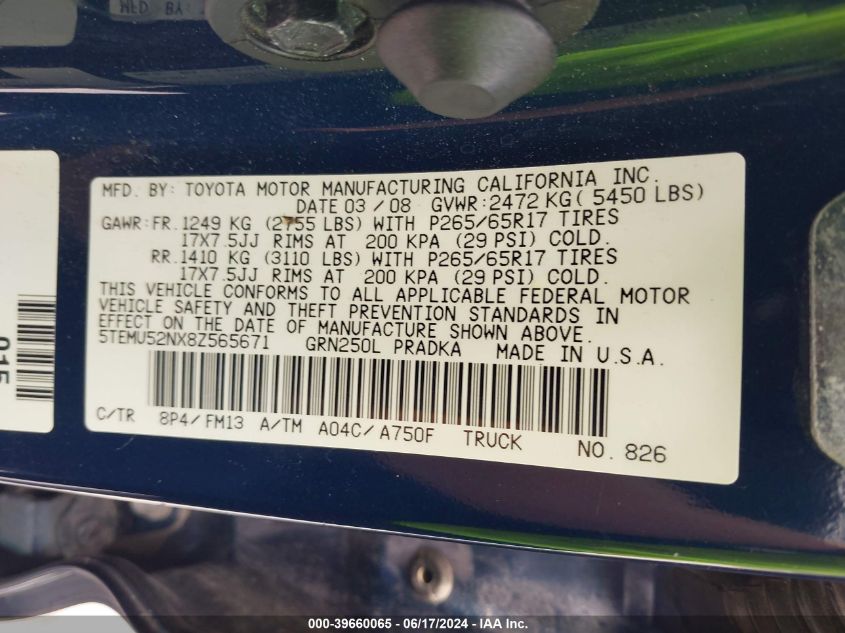 WLD BA
MFD. BY: TOYOTA MOTOR MANUFACTURING CALIFORNIA INC.
DATE 03 / 08 GVWR: 2472 KG ( 5450 LBS)
GAWR: FR. 1249 KG (2755 LBS) WITH P265/65R17 TIRES
17X7.5JJ RIMS AT 200 KPA (29 PSI) COLD.
RR. 1410 KG (3110 LBS) WITH P265/65R17 TIRES
17X7.5JJ RIMS AT 200 KPA (29 PSI) COLD.
THIS VEHICLE CONFORMS TO ALL APPLICABLE FEDERAL MOTOR
VEHICLE SAFETY AND THEFT PREVENTION STANDARDS IN
EFFECT ON THE DATE OF MANUFACTURE SHOWN ABOVE.
5TEMU52NX8Z565671 GRN250L PRADKA MADE IN U.S.A.
C/TR 8P4/FM13 A/TM A04C/A750F TRUCK NO. 826
015
000-39660065 - 06/17/2024 - IAA Inc.